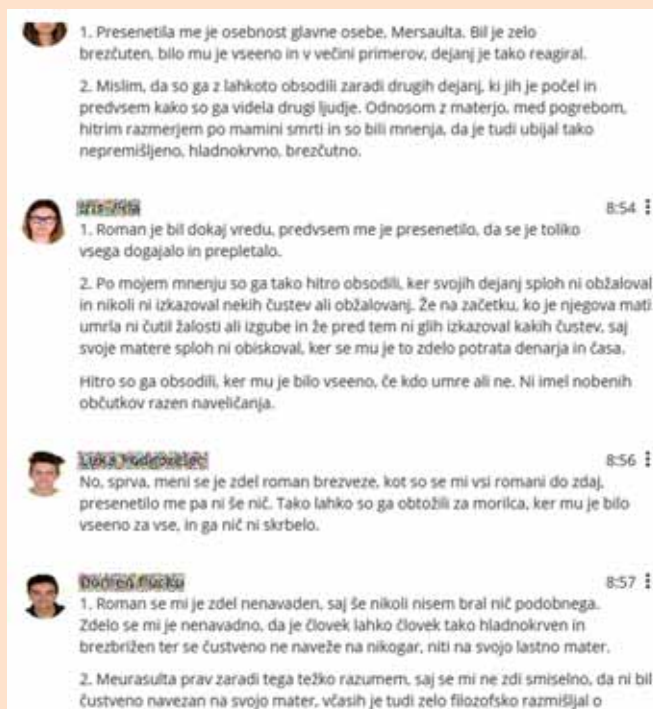 1. Presenetila me je osebnost glavne osebe, Mersaulta. Bil je zelo
brezčuten, bilo mu je vseeno in v večini primerov, dejanj je tako reagiral.
2. Mislim, da so ga z lahkoto obsodili zaradi drugih dejanj, ki jih je počel in
predvsem kako so ga videla drugi ljudje. Odnosom z materjo, med pogrebom,
hitrim razmerjem po mamini smrti in so bili mnenja, da je tudi ubijal tako
nepremišljeno, hladnokrvno, brezčutno.
8:54
1. Roman je bil dokaj vredu, predvsem me je presenetilo, da se je toliko
vsega dogajalo in prepletalo.
2. Po mojem mnenju so ga tako hitro obsodili, ker svojih dejanj sploh ni obžaloval
in nikoli ni izkazoval nekih čustev ali obžalovanj. Že na začetku, ko je njegova mati
umrla ni čutil žalosti ali izgube in že pred tem ni glih izkazoval kakih čustev, saj
svoje matere sploh ni obiskoval, ker se mu je to zdelo potrata denarja in časa.
Hitro so ga obsodili, ker mu je bilo vseeno, če kdo umre ali ne. Ni imel nobenih
občutkov razen naveličanja.
8:56
No, sprva, meni se je zdel roman brezveze, kot so se mi vsi romani do zdaj,
presenetilo me pa ni še nič. Tako lahko so ga obtožili za morilca, ker mu je bilo
vseeno za vse, in ga nič ni skrbelo.
8:57
1. Roman se mi je zdel nenavaden, saj še nikoli nisem bral nič podobnega.
Zdelo se mi je nenavadno, da je človek lahko človek tako hladnokrven in
brezbrižen ter se čustveno ne naveže na nikogar, niti na svojo lastno mater.
2. Meurasulta prav zaradi tega težko razumem, saj se mi ne zdi smiselno, da ni bil
čustveno navezan na svojo mater, včasih je tudi zelo filozofsko razmišljal o